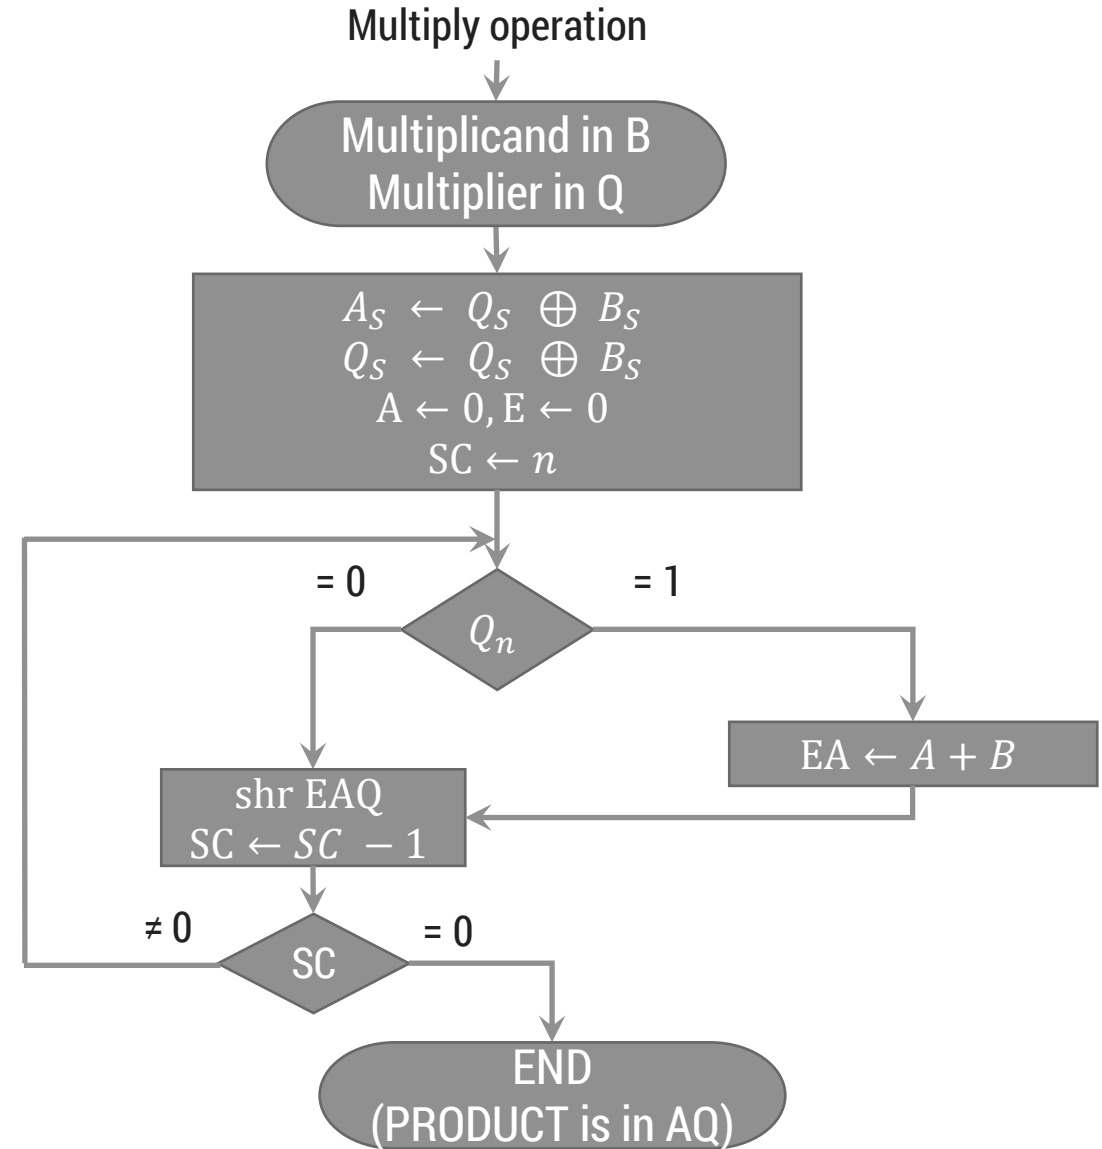 Multiply operation
Multiplicand in B
Multiplier in Q
A_S ← Q_S ⊕ B_S
Q_S ← Q_S ⊕ B_S
A ← 0, E ← 0
SC ← n
= 0
= 1
Q_n
EA ← A + B
shr EAQ
SC ← SC − 1
≠ 0
= 0
SC
END
(PRODUCT is in AQ)